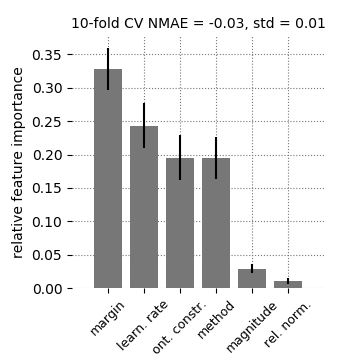 10-fold CV NMAE = -0.03, std = 0.01
relative feature importance
0.35
0.30
0.25
0.20
0.15
0.10
0.05
0.00
margin
learn. rate
ont. constr.
method
magnitude
rel. norm.